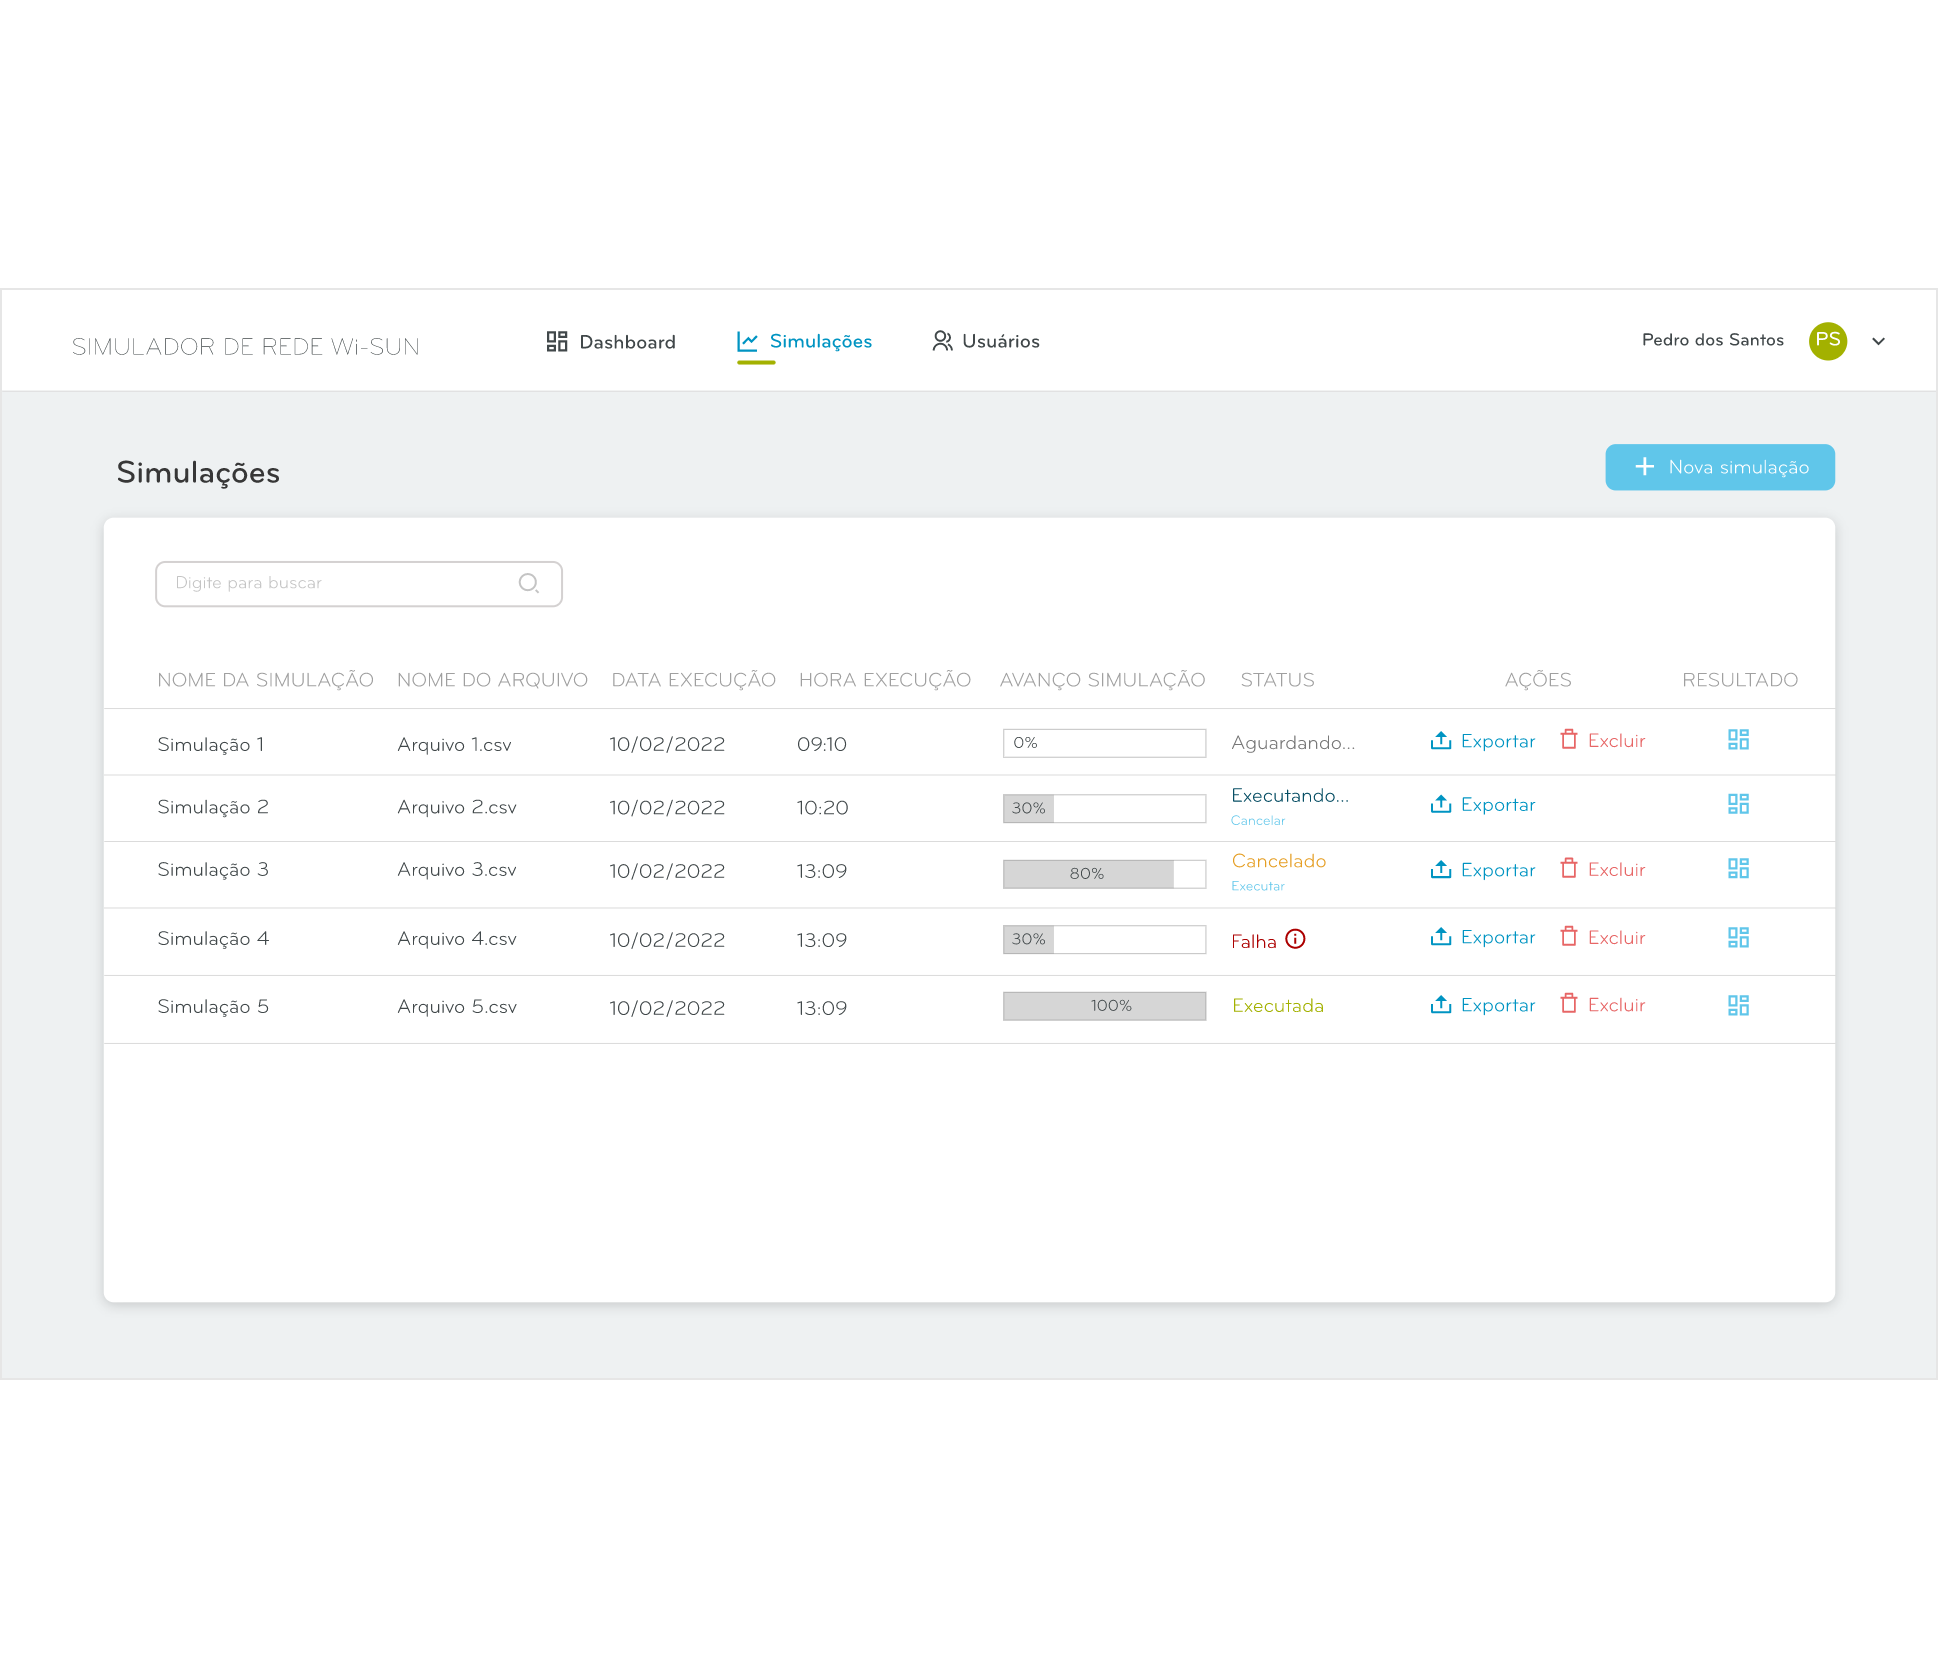 SIMULADOR DE REDE Wi-SUN Dashboard Simulações Usuários Pedro dos Santos PS
Simulações + Nova simulação
Digite para buscar
NOME DA SIMULAÇÃO NOME DO ARQUIVO DATA EXECUÇÃO HORA EXECUÇÃO AVANÇO SIMULAÇÃO STATUS AÇÕES RESULTADO
Simulação 1 Arquivo 1.csv 10/02/2022 09:10 0% Aguardando... Exportar Excluir
Simulação 2 Arquivo 2.csv 10/02/2022 10:20 30% Executando... Exportar
Cancelar
Simulação 3 Arquivo 3.csv 10/02/2022 13:09 80% Cancelado Exportar Excluir
Executar
Simulação 4 Arquivo 4.csv 10/02/2022 13:09 30% Falha Exportar Excluir
Simulação 5 Arquivo 5.csv 10/02/2022 13:09 100% Executada Exportar Excluir